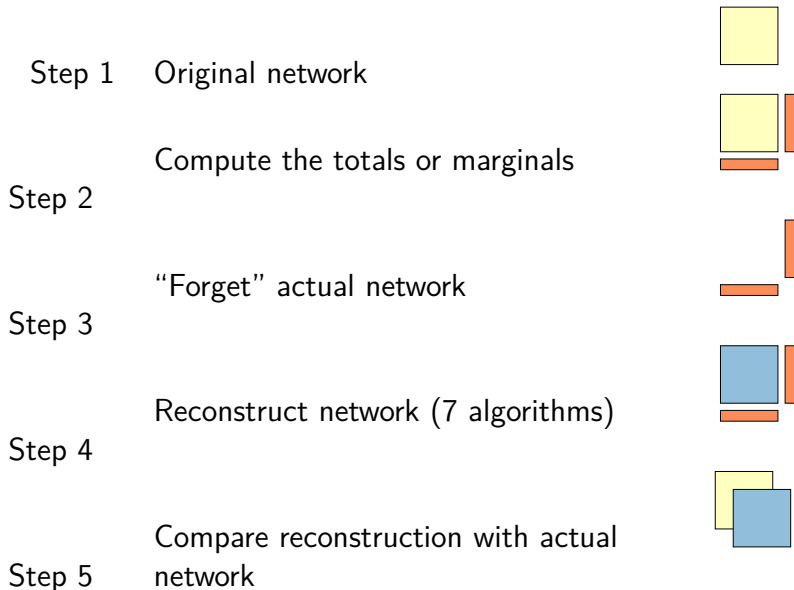 Step 1 Original network
Compute the totals or marginals
Step 2
“Forget” actual network
Step 3
Reconstruct network (7 algorithms)
Step 4
Compare reconstruction with actual
Step 5 network